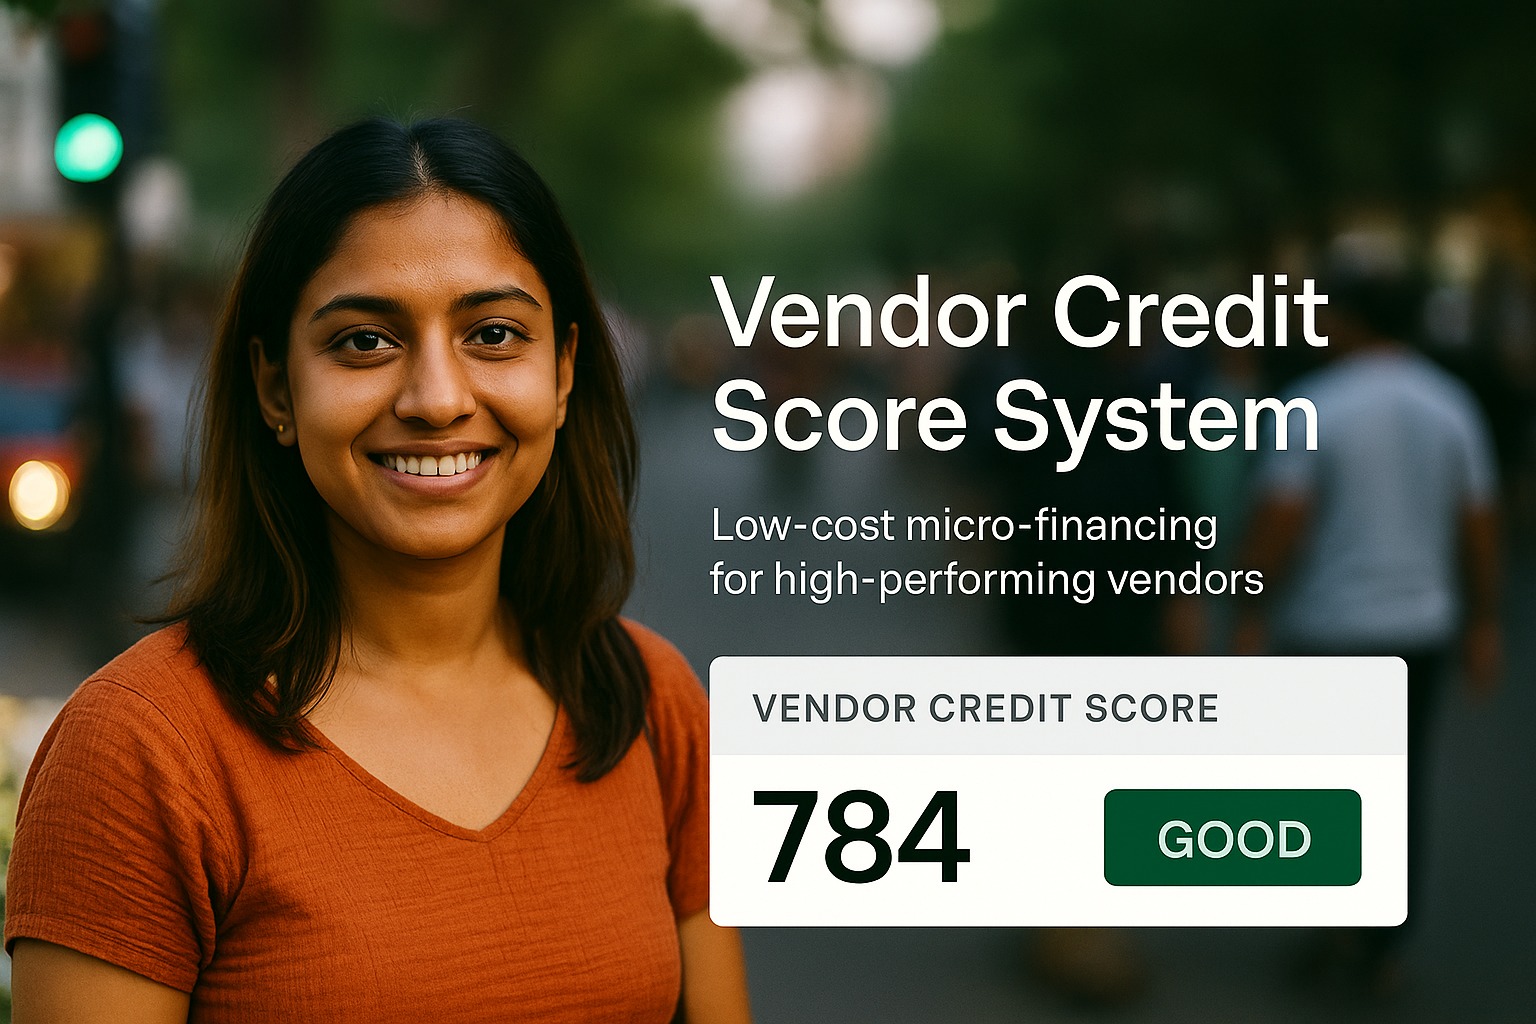 Vendor Credit
Score System
Low-cost micro-financing
for high-performing vendors
VENDOR CREDIT SCORE
784
GOOD